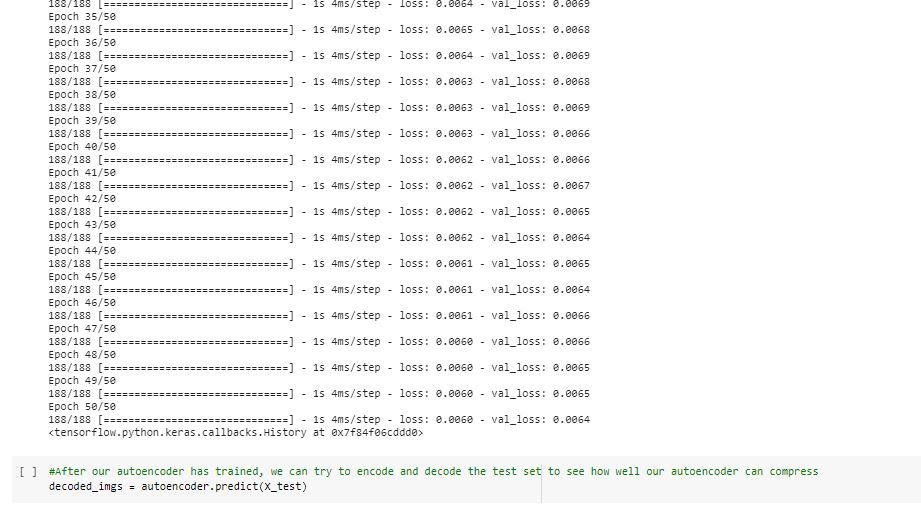 188/188 [==============================] - 1s 4ms/step - loss: 0.0064 - val_loss: 0.0069
Epoch 35/50
188/188 [==============================] - 1s 4ms/step - loss: 0.0065 - val_loss: 0.0068
Epoch 36/50
188/188 [==============================] - 1s 4ms/step - loss: 0.0064 - val_loss: 0.0069
Epoch 37/50
188/188 [==============================] - 1s 4ms/step - loss: 0.0063 - val_loss: 0.0068
Epoch 38/50
188/188 [==============================] - 1s 4ms/step - loss: 0.0063 - val_loss: 0.0069
Epoch 39/50
188/188 [==============================] - 1s 4ms/step - loss: 0.0063 - val_loss: 0.0066
Epoch 40/50
188/188 [==============================] - 1s 4ms/step - loss: 0.0062 - val_loss: 0.0066
Epoch 41/50
188/188 [==============================] - 1s 4ms/step - loss: 0.0062 - val_loss: 0.0067
Epoch 42/50
188/188 [==============================] - 1s 4ms/step - loss: 0.0062 - val_loss: 0.0065
Epoch 43/50
188/188 [==============================] - 1s 4ms/step - loss: 0.0062 - val_loss: 0.0064
Epoch 44/50
188/188 [==============================] - 1s 4ms/step - loss: 0.0061 - val_loss: 0.0065
Epoch 45/50
188/188 [==============================] - 1s 4ms/step - loss: 0.0061 - val_loss: 0.0064
Epoch 46/50
188/188 [==============================] - 1s 4ms/step - loss: 0.0061 - val_loss: 0.0066
Epoch 47/50
188/188 [==============================] - 1s 4ms/step - loss: 0.0060 - val_loss: 0.0066
Epoch 48/50
188/188 [==============================] - 1s 4ms/step - loss: 0.0060 - val_loss: 0.0065
Epoch 49/50
188/188 [==============================] - 1s 4ms/step - loss: 0.0060 - val_loss: 0.0065
Epoch 50/50
188/188 [==============================] - 1s 4ms/step - loss: 0.0060 - val_loss: 0.0064
<tensorflow.python.keras.callbacks.History at 0x7f84f06cddd0>
[ ] #After our autoencoder has trained, we can try to encode and decode the test set to see how well our autoencoder can compress
decoded_imgs = autoencoder.predict(X_test)